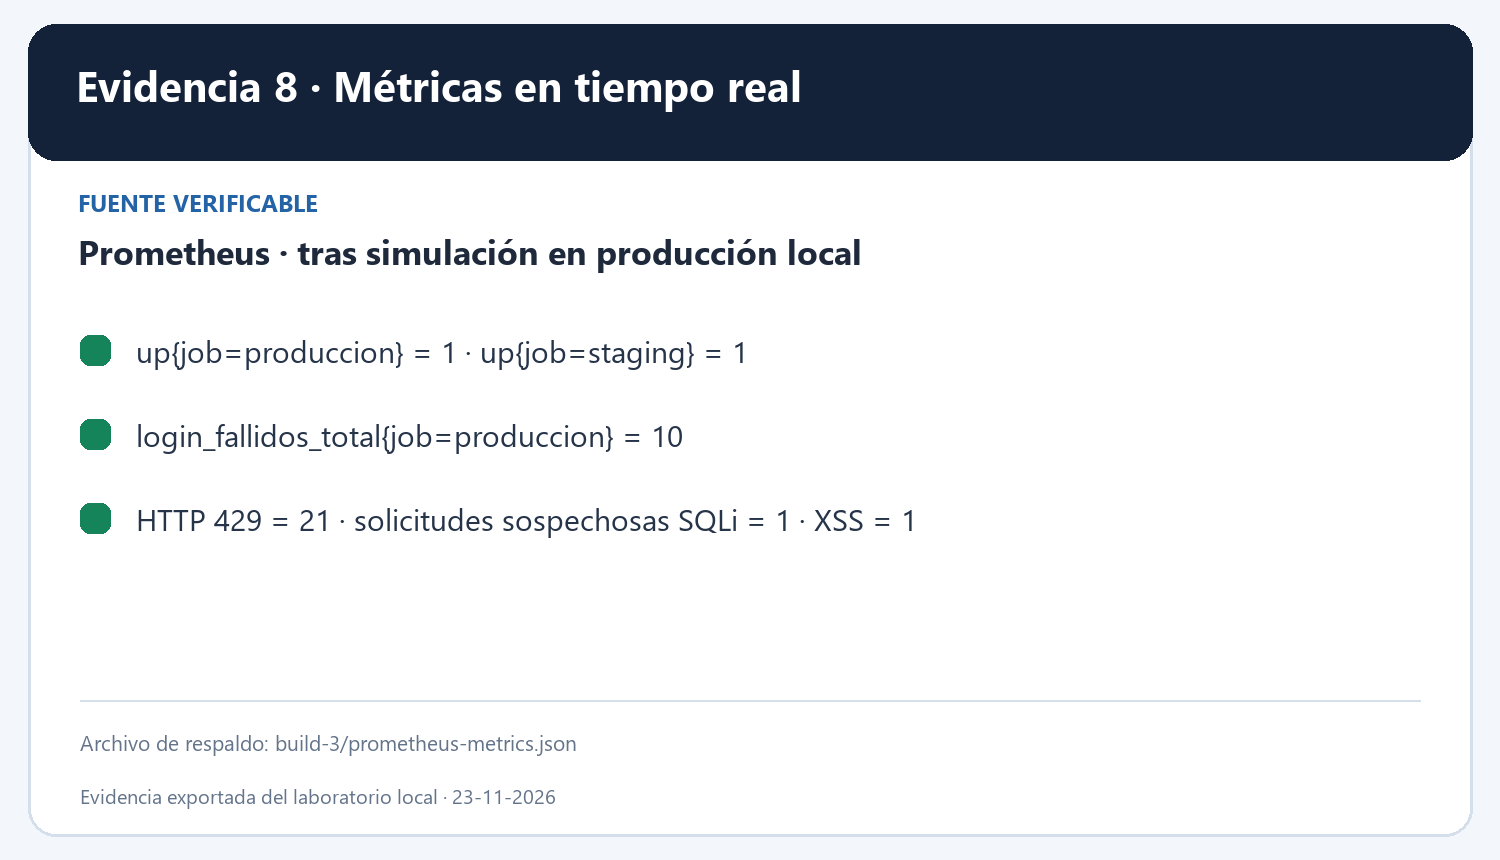 Evidencia 8 · Métricas en tiempo real
FUENTE VERIFICABLE
Prometheus · tras simulación en producción local
up{job=produccion} = 1 · up{job=staging} = 1
login_fallidos_total{job=produccion} = 10
HTTP 429 = 21 · solicitudes sospechosas SQLi = 1 · XSS = 1
Archivo de respaldo: build-3/prometheus-metrics.json
Evidencia exportada del laboratorio local · 23-11-2026